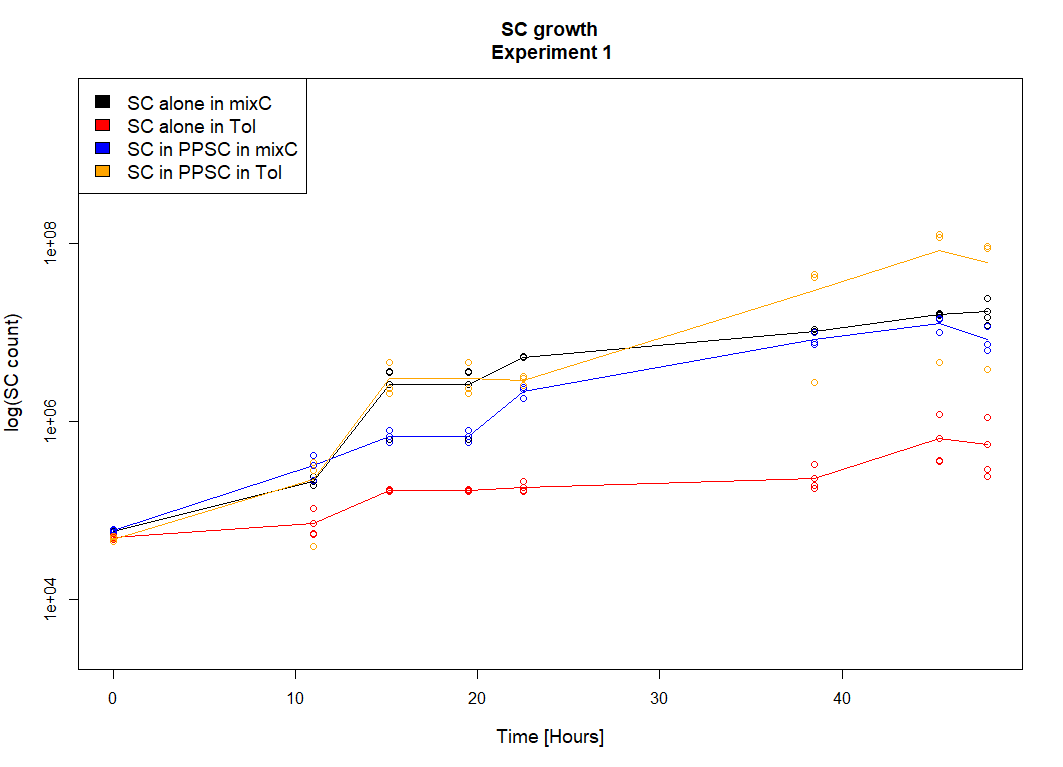 SC growth
Experiment 1
SC alone in mixC
SC alone in Tol
SC in PPSC in mixC
SC in PPSC in Tol
log(SC count)
1e+08
1e+06
1e+04
0 10 20 30 40
Time [Hours]